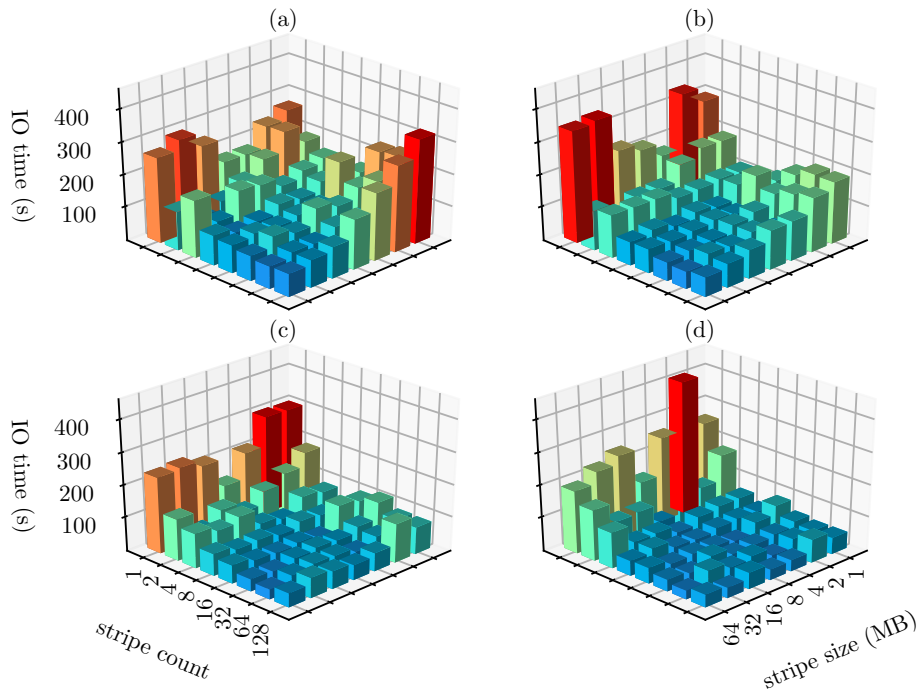 (a)
(b)
IO time (s)
400
300
200
100
(c)
(d)
IO time (s)
400
300
200
100
1
2
4
8
16
32
64
128
stripe count
64
32
16
8
4
2
1
stripe size (MB)